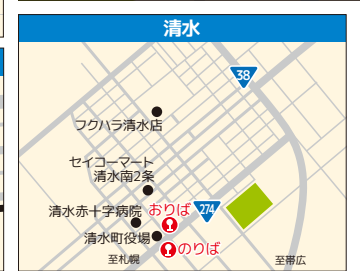 清水
38
フクハラ清水店
セイコーマート
清水南2条
清水赤十字病院
おりば
274
清水町役場
のりば
至札幌
至帯広